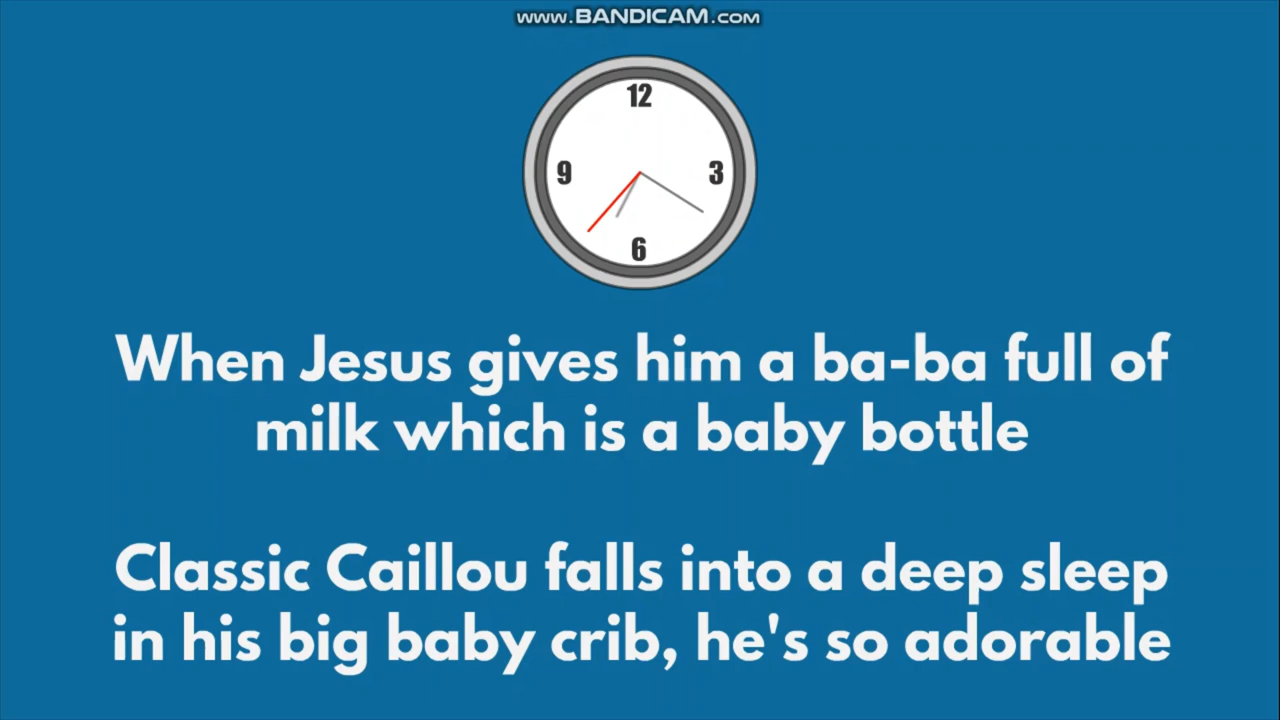 www.BANDICAM.com
12
9
3
6
When Jesus gives him a ba-ba full of
milk which is a baby bottle
Classic Caillou falls into a deep sleep
in his big baby crib, he's so adorable